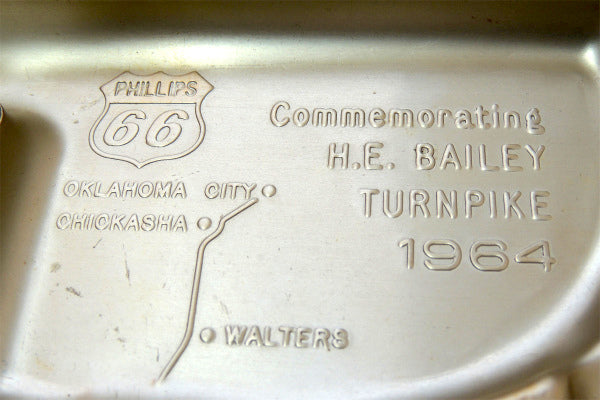 PHILLIPS
66
Commemorating
H.E. BAILEY
TURNPIKE
1964
OKLAHOMA CITY
CHICKASHA
WALTERS